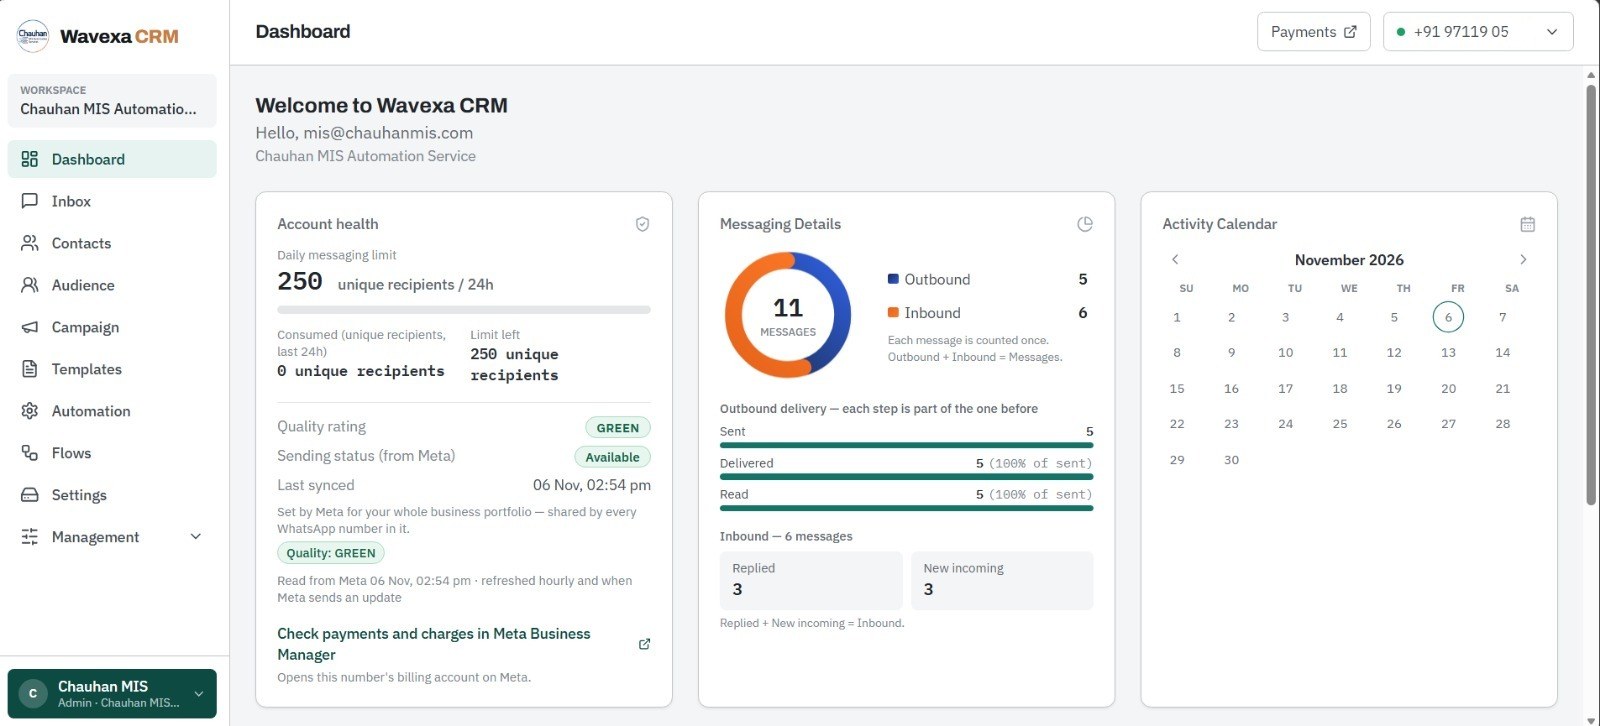 Chauhan
Wavexa CRM
WORKSPACE
Chauhan MIS Automatio...
Dashboard
Inbox
Contacts
Audience
Campaign
Templates
Automation
Flows
Settings
Management
C
Chauhan MIS
Admin · Chauhan MIS...
Dashboard
Payments
+91 97119 05
Welcome to Wavexa CRM
Hello, mis@chauhanmis.com
Chauhan MIS Automation Service
Account health
Daily messaging limit
250 unique recipients / 24h
Consumed (unique recipients,
last 24h)
0 unique recipients
Limit left
250 unique
recipients
Quality rating GREEN
Sending status (from Meta) Available
Last synced 06 Nov, 02:54 pm
Set by Meta for your whole business portfolio — shared by every
WhatsApp number in it.
Quality: GREEN
Read from Meta 06 Nov, 02:54 pm · refreshed hourly and when
Meta sends an update
Check payments and charges in Meta Business
Manager
Opens this number's billing account on Meta.
Messaging Details
11
MESSAGES
Outbound 5
Inbound 6
Each message is counted once.
Outbound + Inbound = Messages.
Outbound delivery — each step is part of the one before
Sent 5
Delivered 5 (100% of sent)
Read 5 (100% of sent)
Inbound — 6 messages
Replied
3
New incoming
3
Replied + New incoming = Inbound.
Activity Calendar
November 2026
SU MO TU WE TH FR SA
1 2 3 4 5 6 7
8 9 10 11 12 13 14
15 16 17 18 19 20 21
22 23 24 25 26 27 28
29 30